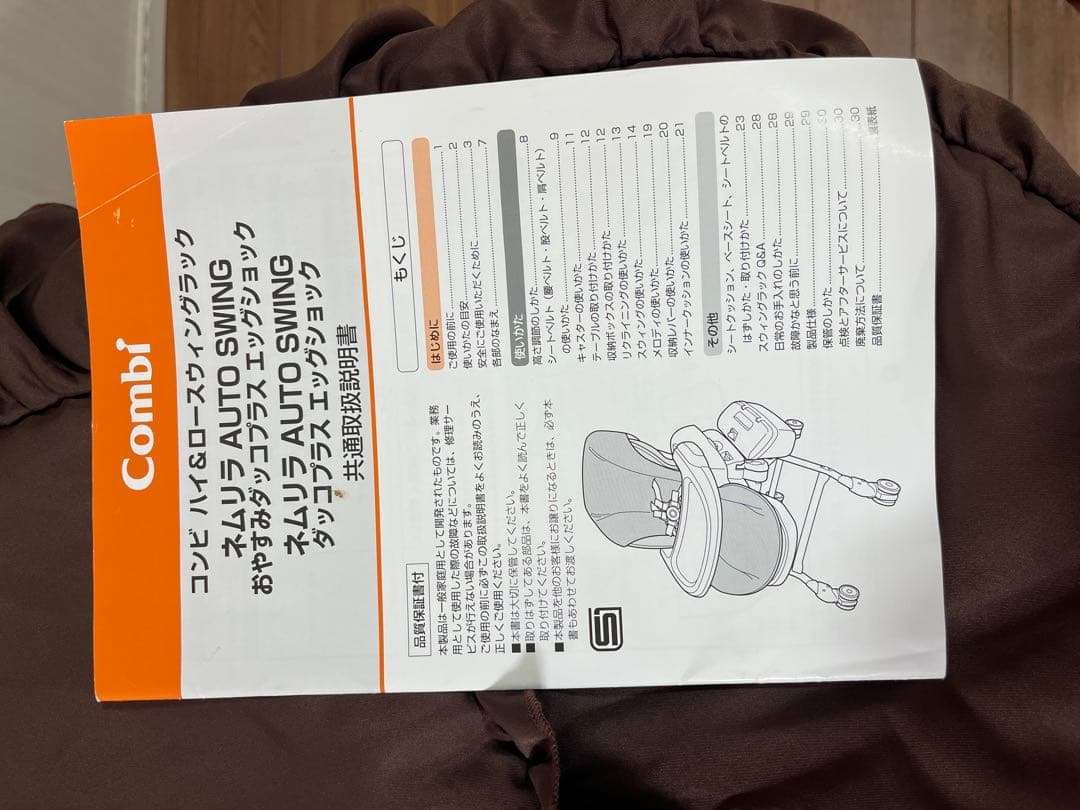 Combi
コンビ ハイ&ロースウィングラック
ネムリラ AUTO SWING
おやすみダッコプラス エッグショック
ネムリラ AUTO SWING
ダッコプラス エッグショック
共通取扱説明書
品質保証書付
本製品は一般家庭用として開発されたものです。業務
用として使用した際の故障などについては、修理サー
ビスが行えない場合があります。
ご使用の前に必ずこの取扱説明書をよくお読みのうえ、
正しくご使用ください。
■本書は大切に保管してください。
■取りはずしてある部品は、本書をよく読んで正しく
取り付けてください。
■本製品を他のお客様にお譲りになるときは、必ず本
書もあわせてお渡しください。
もくじ
はじめに
ご使用の前に 1
使いかたの目安 2
安全にご使用いただくために 3
各部のなまえ 7
使いかた
高さ調節のしかた 8
シートベルト(腰ベルト・股ベルト・肩ベルト)
の使いかた 9
キャスターの使いかた 11
テーブルの取り付けかた 12
収納ボックスの取り付けかた 12
リクライニングの使いかた 13
スウィングの使いかた 14
メロディの使いかた 19
収納レバーの使いかた 20
インナークッションの使いかた 21
その他
シートクッション、ベースシート、シートベルトの
はずしかた・取り付けかた 23
スウィングラック Q&A 28
日常のお手入れのしかた 28
故障かなと思う前に 29
製品仕様 29
保管のしかた 30
点検とアフターサービスについて 30
廃棄方法について 30
品質保証書 裏表紙